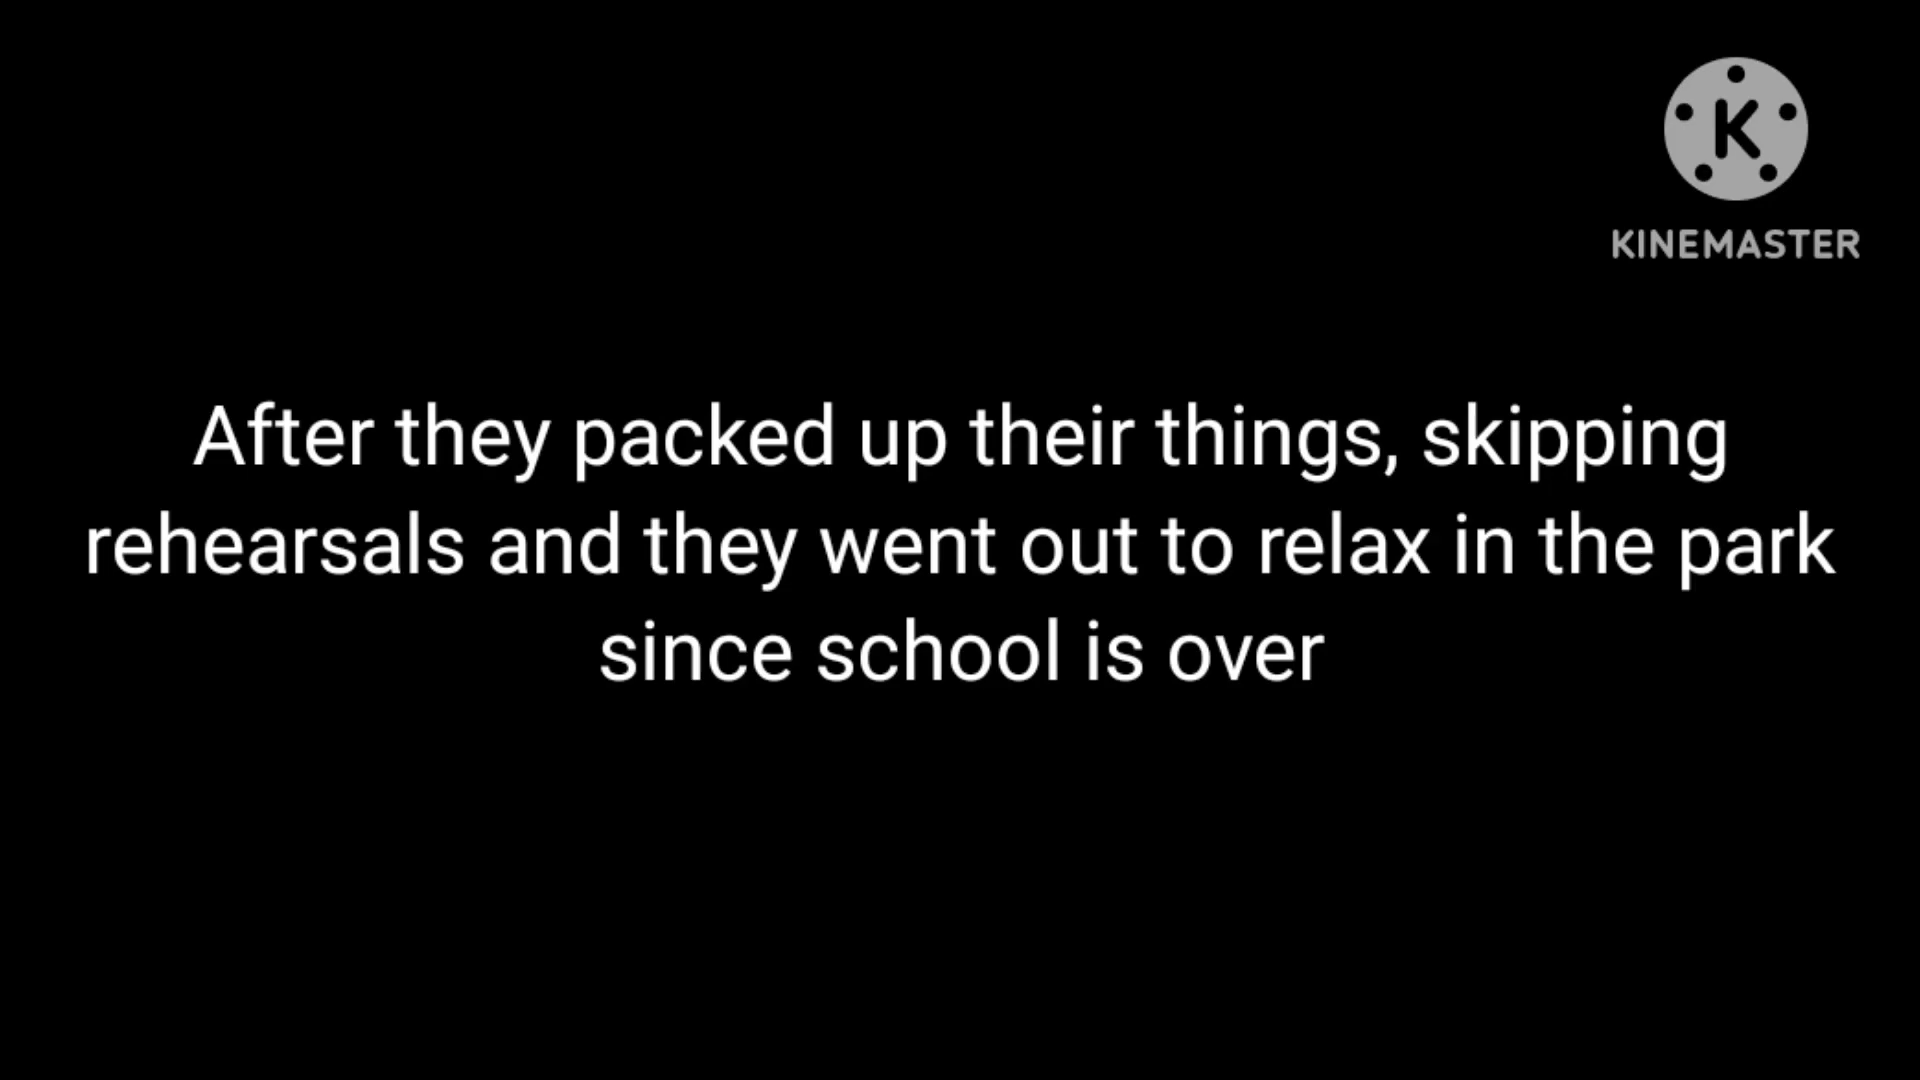 K
KINEMASTER
After they packed up their things, skipping
rehearsals and they went out to relax in the park
since school is over